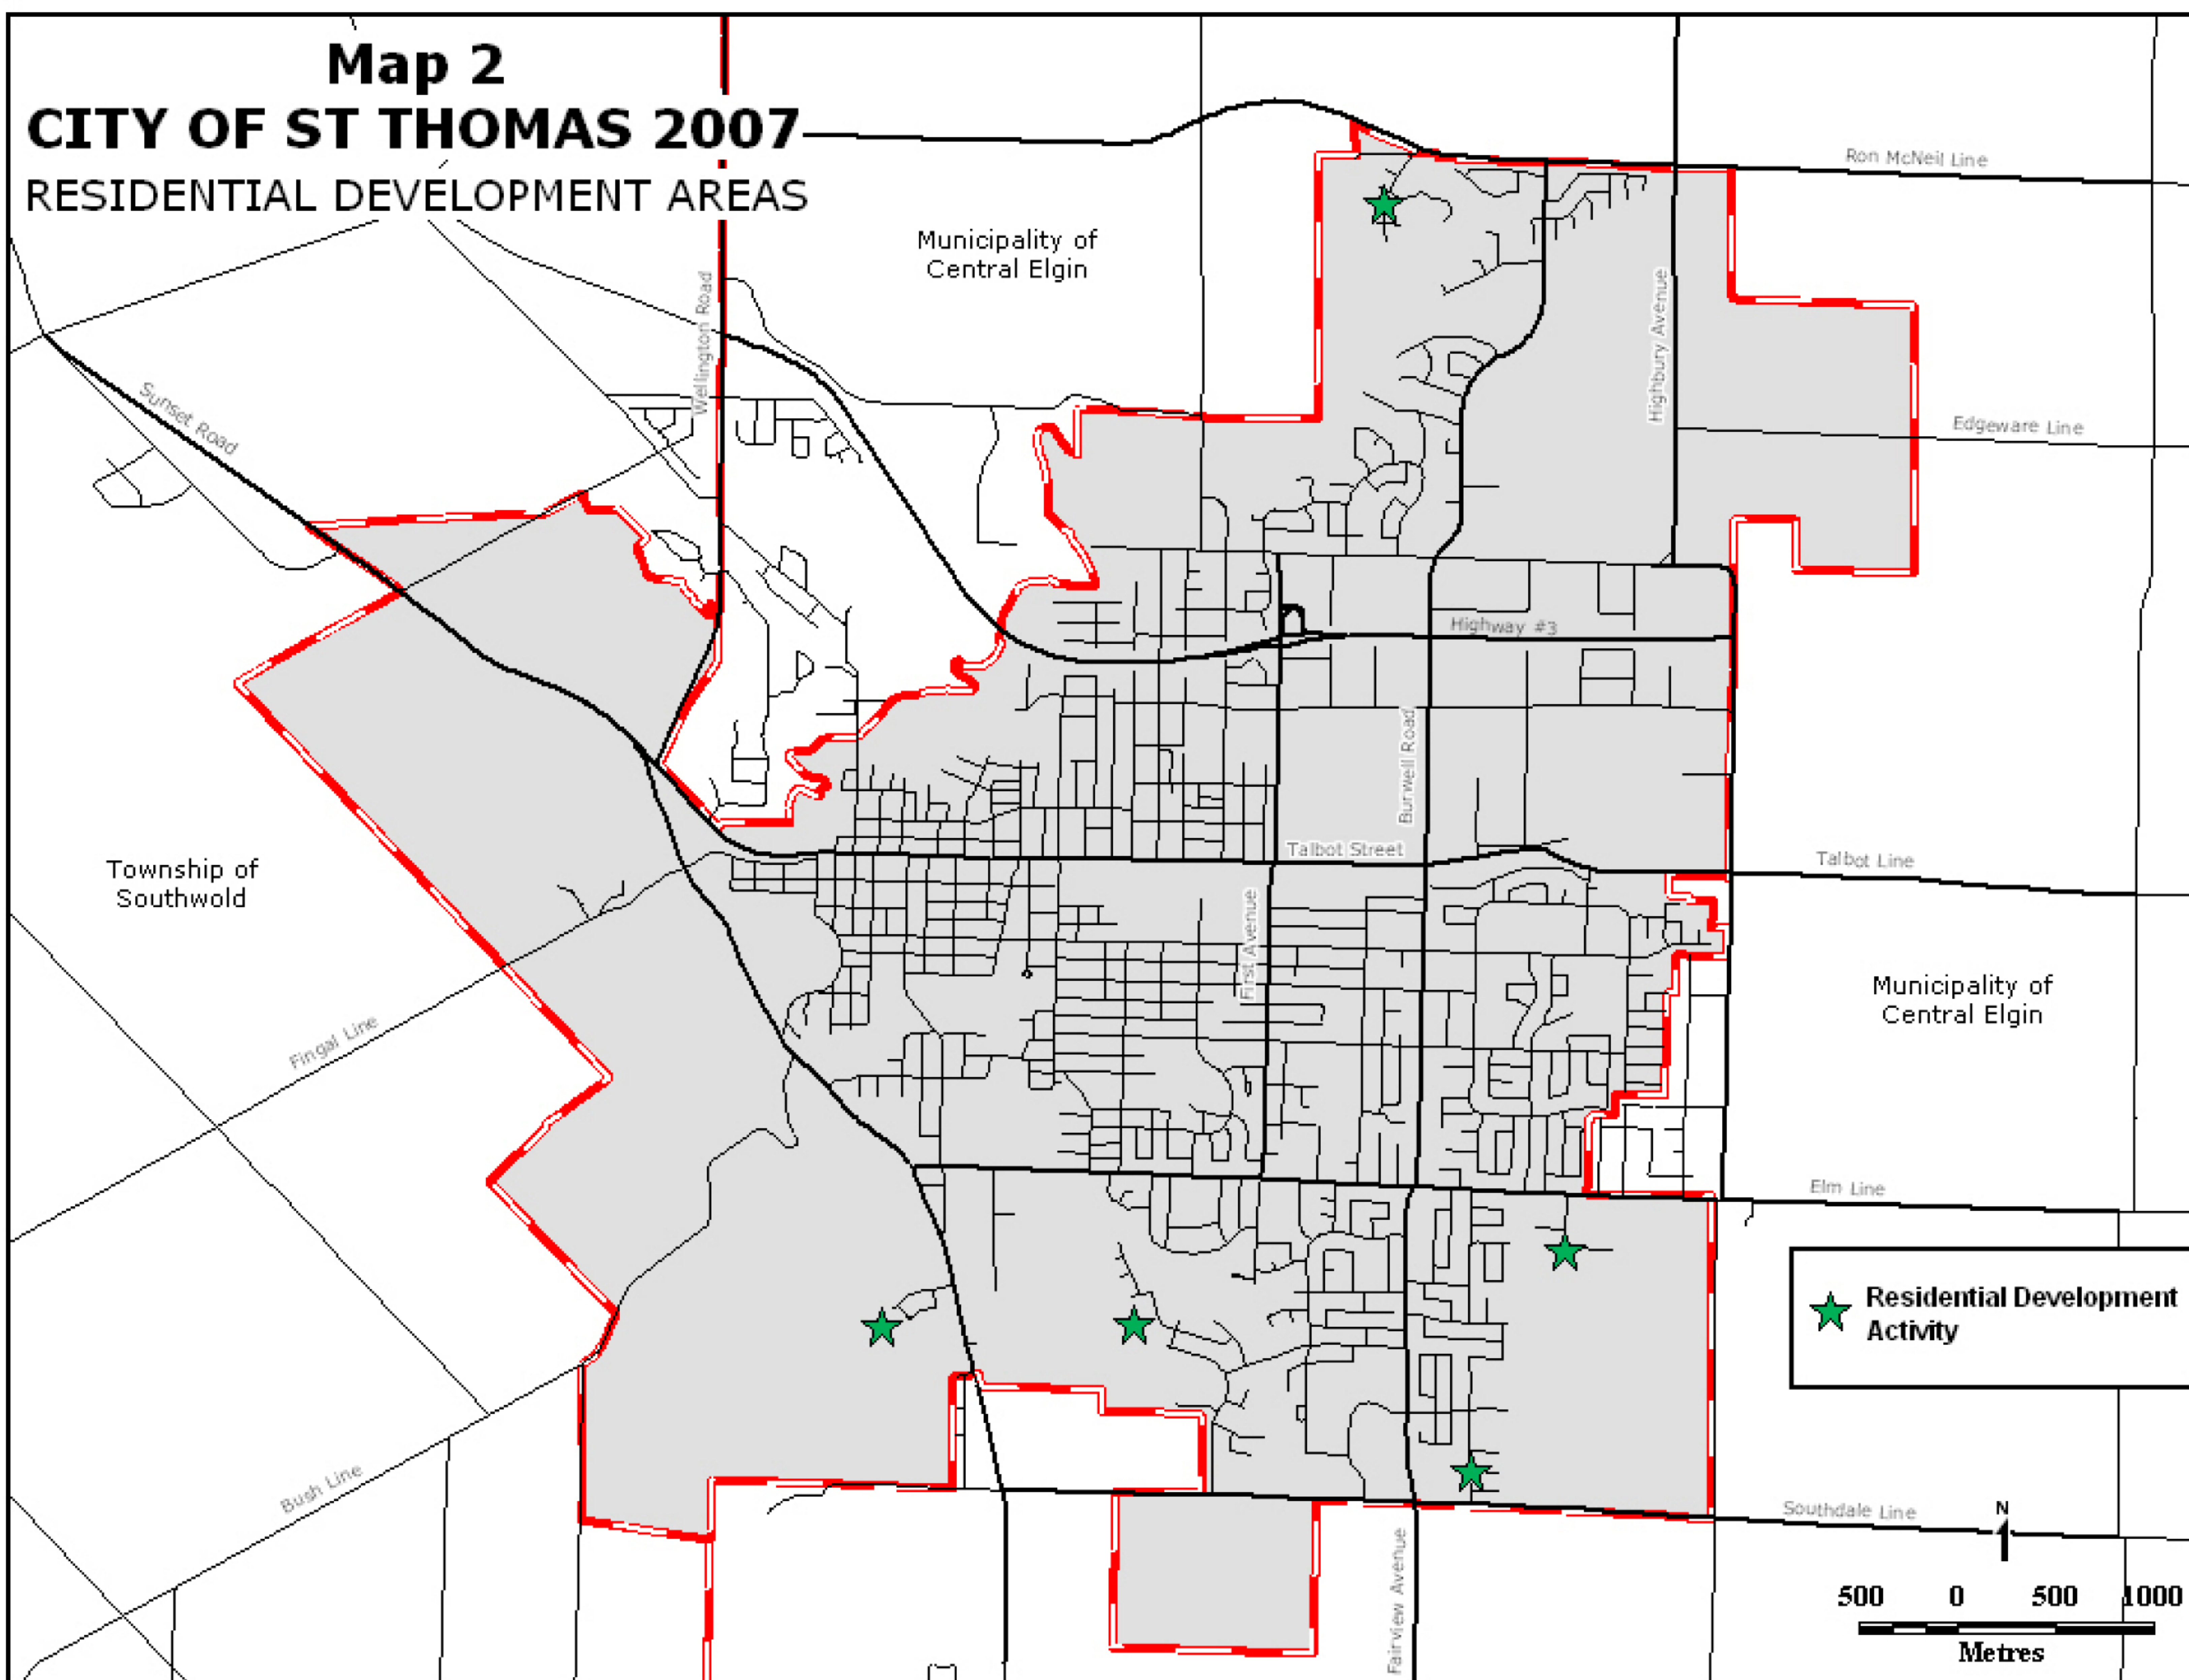 Map 2
CITY OF ST THOMAS 2007
RESIDENTIAL DEVELOPMENT AREAS
Ron McNeil Line
Municipality of
Central Elgin
Wellington Road
Highbury Avenue
Sunset Road
Edgeware Line
Highway #3
Burwell Road
Talbot Street
Talbot Line
Township of
Southwold
First Avenue
Municipality of
Central Elgin
Fingal Line
Elm Line
Residential Development
Activity
Bush Line
Southdale Line
Fairview Avenue
N
500 0 500 1000
Metres